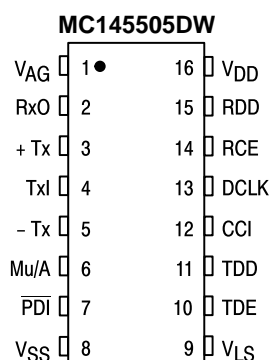 MC145505DW
VAG 1 16 VDD
RxO 2 15 RDD
+ Tx 3 14 RCE
TxI 4 13 DCLK
– Tx 5 12 CCI
Mu/A 6 11 TDD
PDI 7 10 TDE
VSS 8 9 VLS